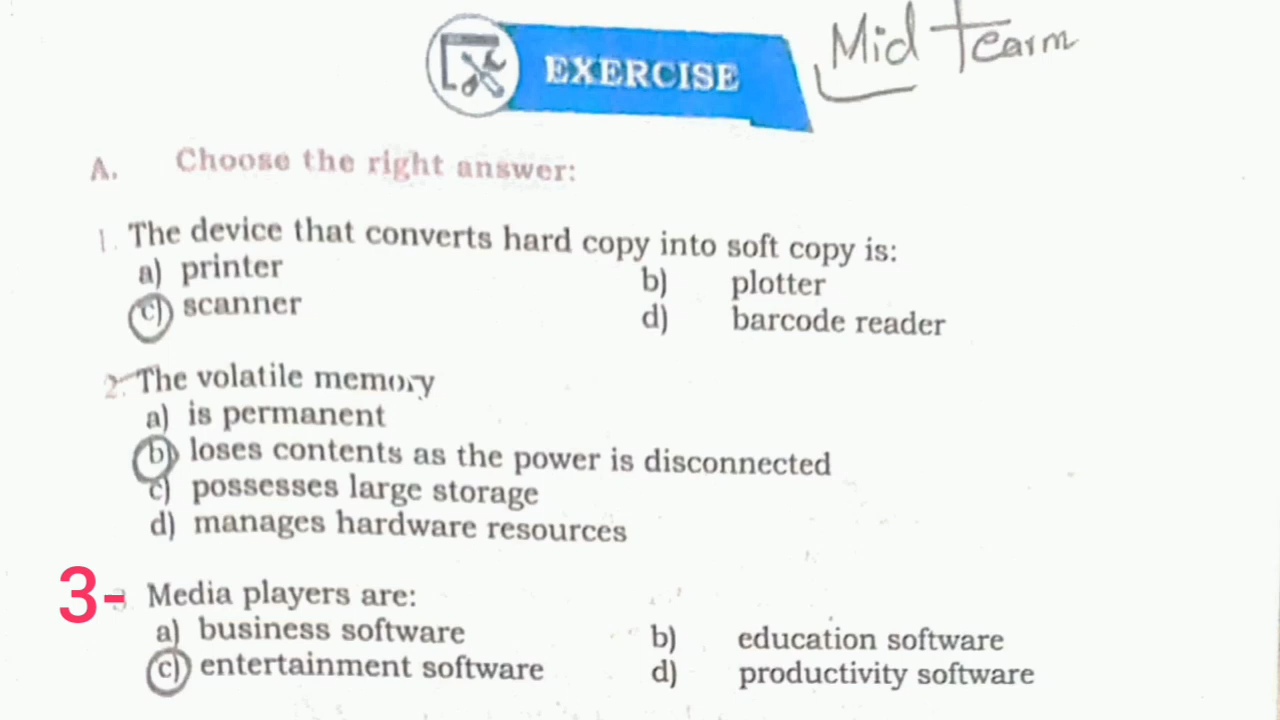 EXERCISE
Mid Tearm
A. Choose the right answer:
1. The device that converts hard copy into soft copy is:
a) printer b) plotter
c) scanner d) barcode reader
2. The volatile memory
a) is permanent
b) loses contents as the power is disconnected
c) possesses large storage
d) manages hardware resources
3- 3 Media players are:
a) business software b) education software
c) entertainment software d) productivity software